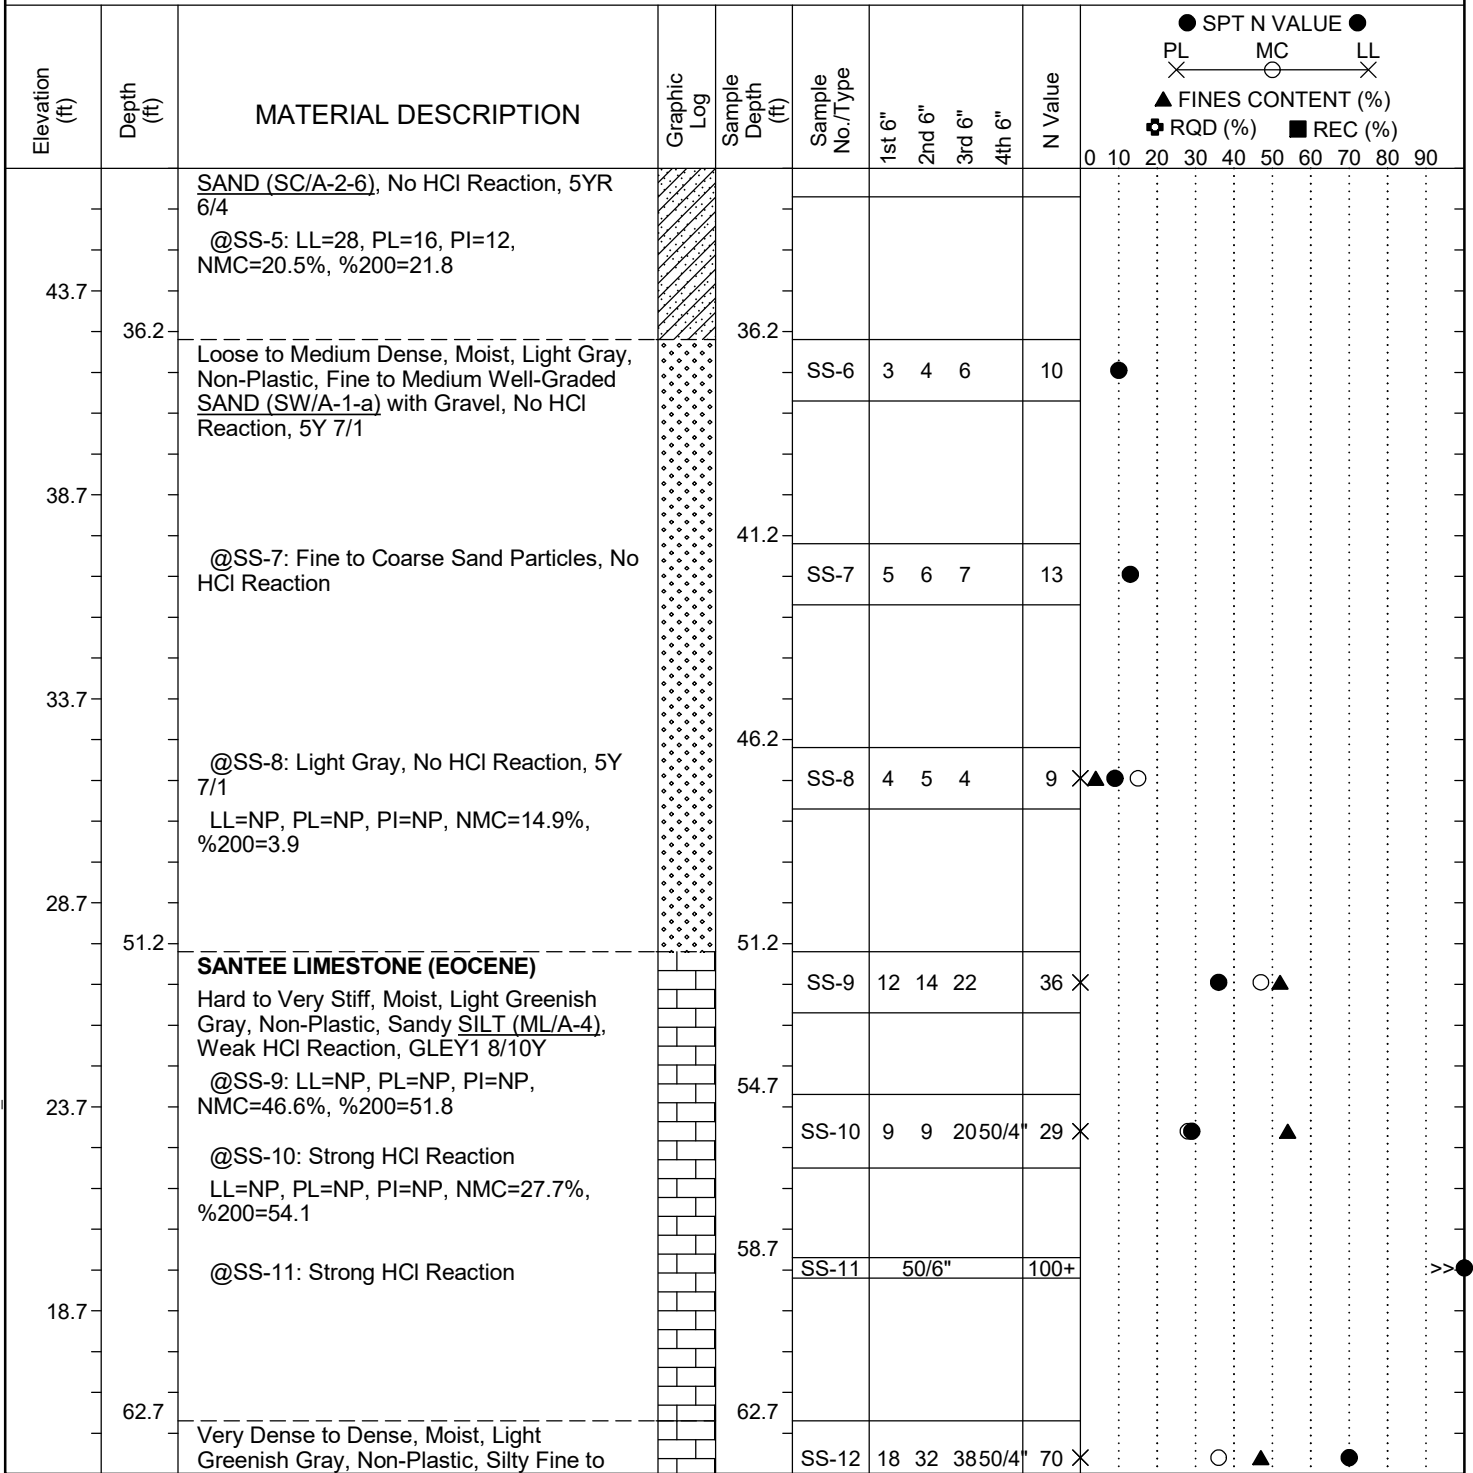 Elevation (ft)
Depth (ft)
MATERIAL DESCRIPTION
Graphic Log
Sample Depth (ft)
Sample No./Type
1st 6"
2nd 6"
3rd 6"
4th 6"
N Value
SPT N VALUE
PL MC LL
FINES CONTENT (%)
RQD (%) REC (%)
0 10 20 30 40 50 60 70 80 90
SAND (SC/A-2-6), No HCl Reaction, 5YR
6/4
@SS-5: LL=28, PL=16, PI=12,
NMC=20.5%, %200=21.8
43.7
36.2 36.2
Loose to Medium Dense, Moist, Light Gray,
Non-Plastic, Fine to Medium Well-Graded
SAND (SW/A-1-a) with Gravel, No HCl
Reaction, 5Y 7/1
SS-6 3 4 6 10
38.7
41.2
@SS-7: Fine to Coarse Sand Particles, No
HCl Reaction
SS-7 5 6 7 13
33.7
46.2
@SS-8: Light Gray, No HCl Reaction, 5Y
7/1
SS-8 4 5 4 9
LL=NP, PL=NP, PI=NP, NMC=14.9%,
%200=3.9
28.7
51.2 51.2
SANTEE LIMESTONE (EOCENE)
SS-9 12 14 22 36
Hard to Very Stiff, Moist, Light Greenish
Gray, Non-Plastic, Sandy SILT (ML/A-4),
Weak HCl Reaction, GLEY1 8/10Y
@SS-9: LL=NP, PL=NP, PI=NP,
NMC=46.6%, %200=51.8
54.7
23.7
SS-10 9 9 20 50/4" 29
@SS-10: Strong HCl Reaction
LL=NP, PL=NP, PI=NP, NMC=27.7%,
%200=54.1
58.7
@SS-11: Strong HCl Reaction
SS-11 50/6" 100+ >>
18.7
62.7 62.7
Very Dense to Dense, Moist, Light
Greenish Gray, Non-Plastic, Silty Fine to
SS-12 18 32 38 50/4" 70